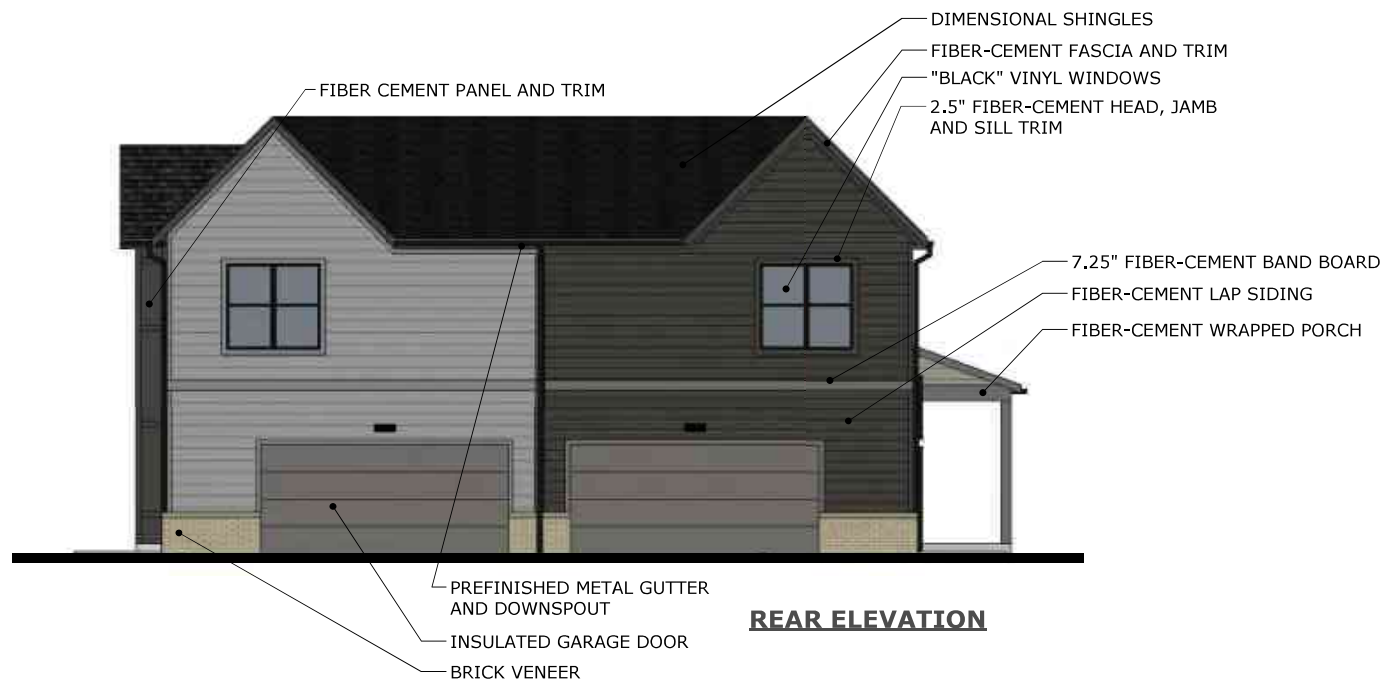 DIMENSIONAL SHINGLES
FIBER-CEMENT FASCIA AND TRIM
"BLACK" VINYL WINDOWS
FIBER CEMENT PANEL AND TRIM
2.5" FIBER-CEMENT HEAD, JAMB
AND SILL TRIM
7.25" FIBER-CEMENT BAND BOARD
FIBER-CEMENT LAP SIDING
FIBER-CEMENT WRAPPED PORCH
PREFINISHED METAL GUTTER
AND DOWNSPOUT
REAR ELEVATION
INSULATED GARAGE DOOR
BRICK VENEER